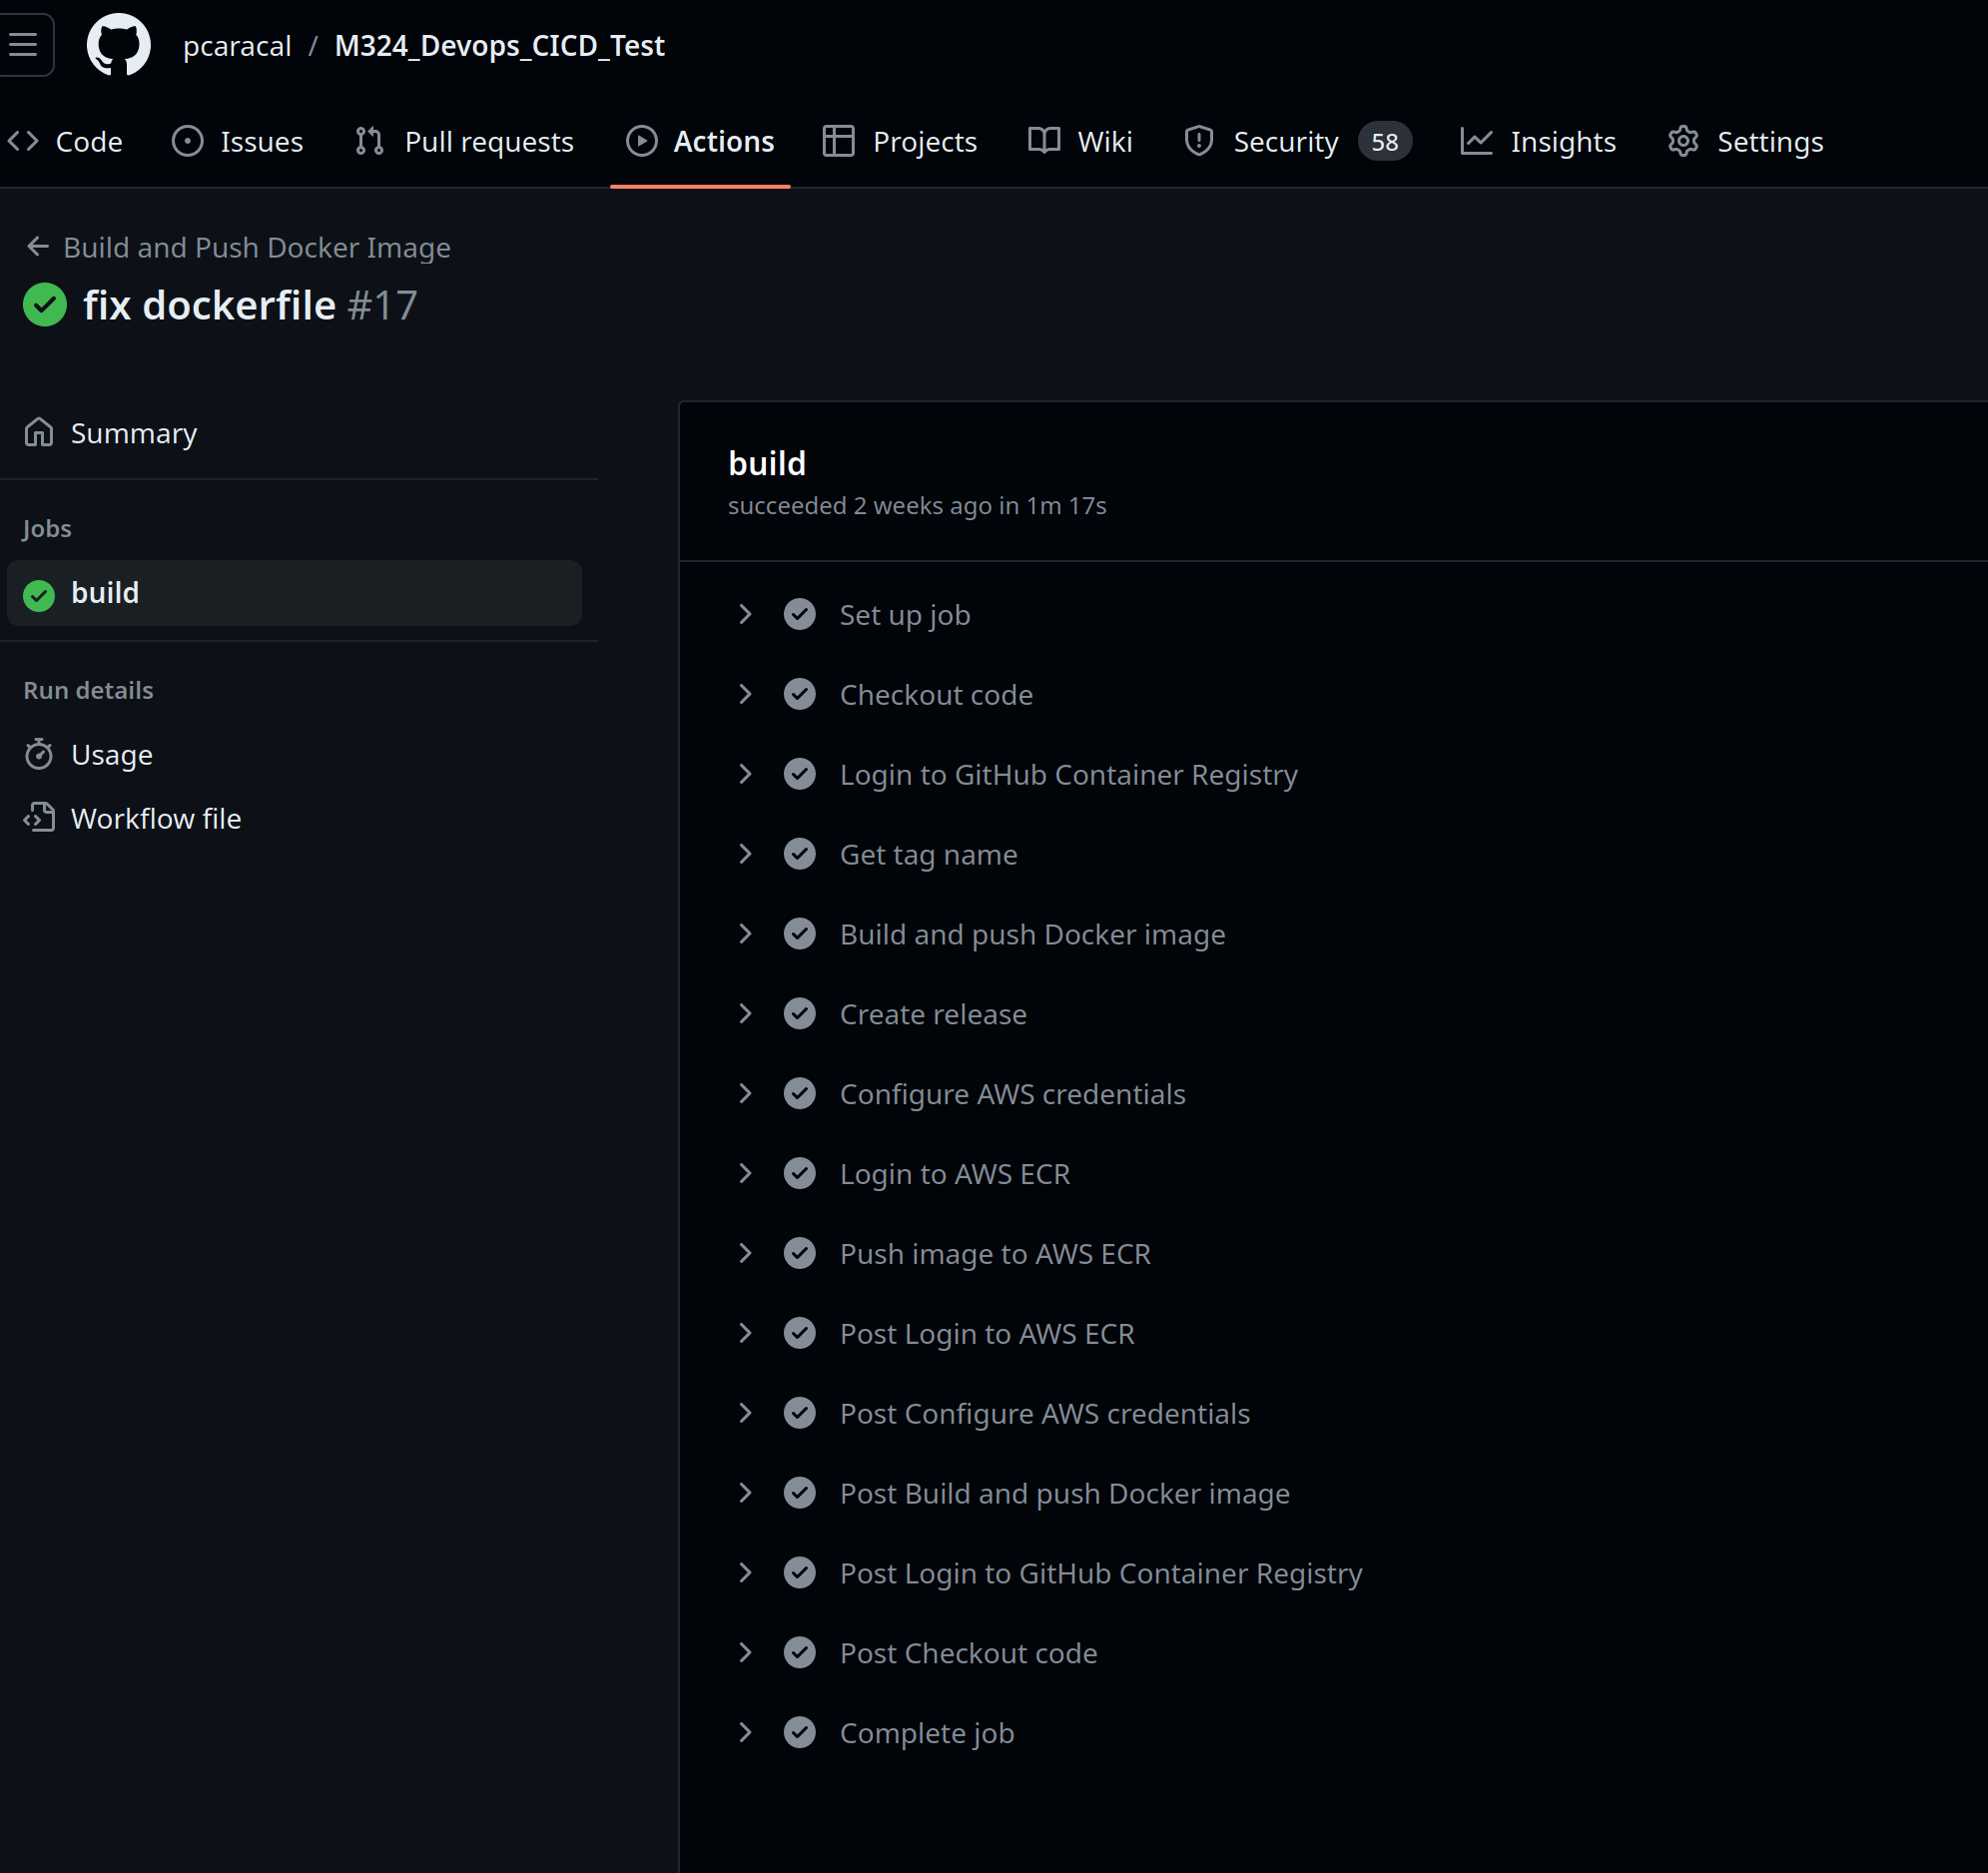 pcaracal / M324_Devops_CICD_Test
Code Issues Pull requests Actions Projects Wiki Security 58 Insights Settings
Build and Push Docker Image
fix dockerfile #17
Summary
Jobs
build
Run details
Usage
Workflow file
build
succeeded 2 weeks ago in 1m 17s
Set up job
Checkout code
Login to GitHub Container Registry
Get tag name
Build and push Docker image
Create release
Configure AWS credentials
Login to AWS ECR
Push image to AWS ECR
Post Login to AWS ECR
Post Configure AWS credentials
Post Build and push Docker image
Post Login to GitHub Container Registry
Post Checkout code
Complete job